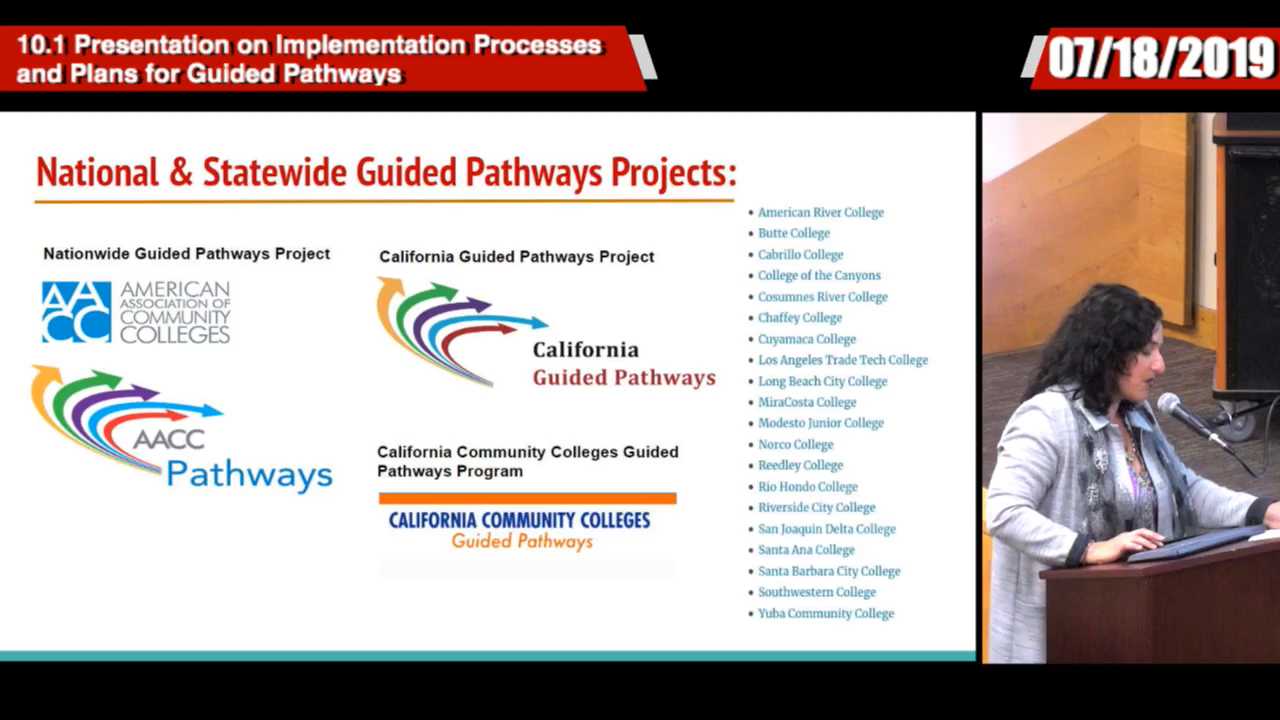 10.1 Presentation on Implementation Processes
and Plans for Guided Pathways
07/18/2019
National & Statewide Guided Pathways Projects:
Nationwide Guided Pathways Project
AA
CC
AMERICAN
ASSOCIATION OF
COMMUNITY
COLLEGES
AACC
Pathways
California Guided Pathways Project
California
Guided Pathways
California Community Colleges Guided
Pathways Program
CALIFORNIA COMMUNITY COLLEGES
Guided Pathways
• American River College
• Butte College
• Cabrillo College
• College of the Canyons
• Cosumnes River College
• Chaffey College
• Cuyamaca College
• Los Angeles Trade Tech College
• Long Beach City College
• MiraCosta College
• Modesto Junior College
• Norco College
• Reedley College
• Rio Hondo College
• Riverside City College
• San Joaquin Delta College
• Santa Ana College
• Santa Barbara City College
• Southwestern College
• Yuba Community College